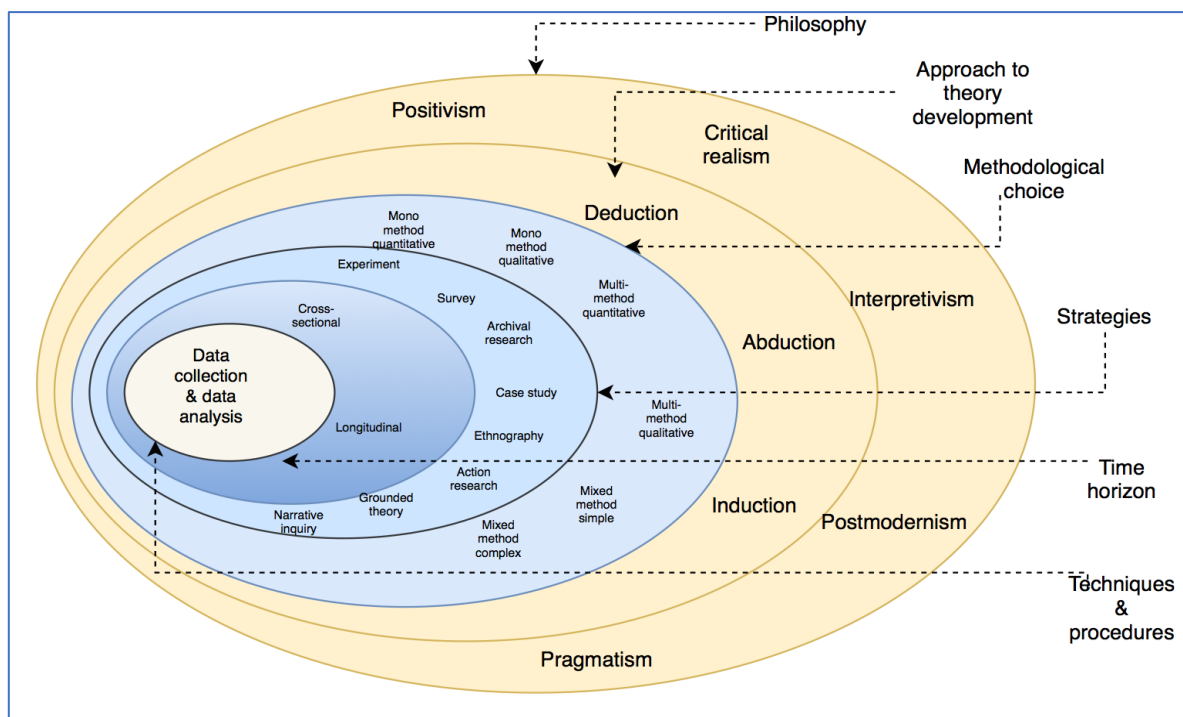 Philosophy
Approach to
theory
development
Methodological
choice
Strategies
Time
horizon
Techniques
&
procedures
Positivism
Critical
realism
Interpretivism
Postmodernism
Pragmatism
Deduction
Abduction
Induction
Mono
method
quantitative
Mono
method
qualitative
Multi-
method
quantitative
Multi-
method
qualitative
Mixed
method
simple
Mixed
method
complex
Experiment
Survey
Archival
research
Case study
Ethnography
Action
research
Grounded
theory
Narrative
inquiry
Cross-
sectional
Longitudinal
Data
collection
& data
analysis